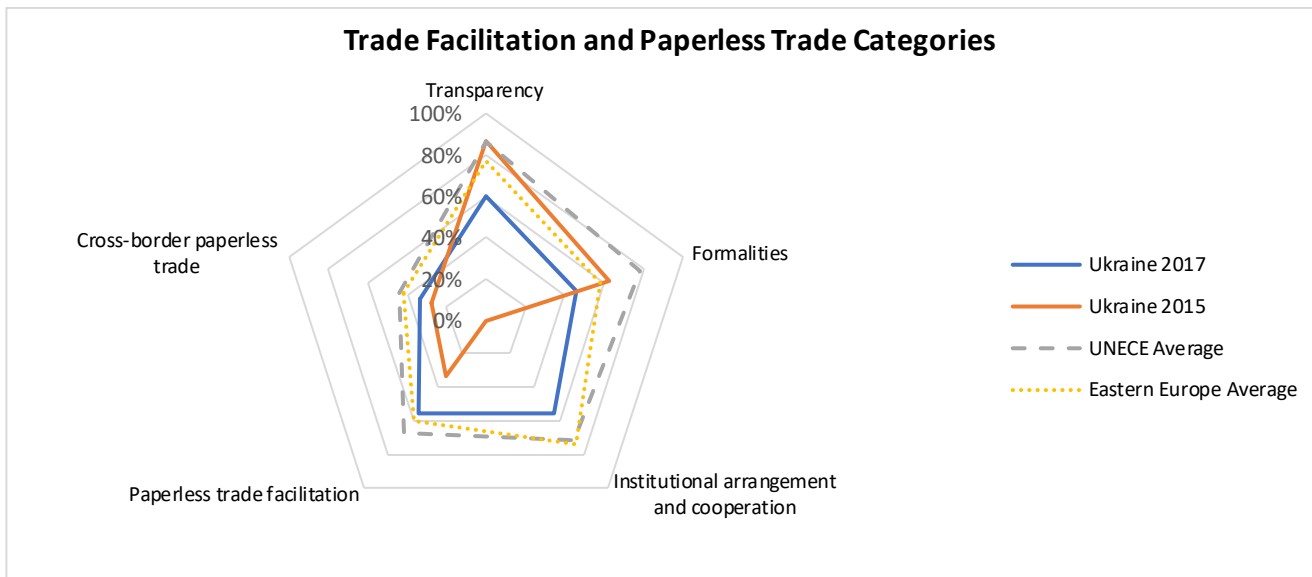 Trade Facilitation and Paperless Trade Categories
Transparency
100%
80%
60%
40%
20%
0%
Cross-border paperless
trade
Formalities
Paperless trade facilitation
Institutional arrangement
and cooperation
Ukraine 2017
Ukraine 2015
UNECE Average
Eastern Europe Average